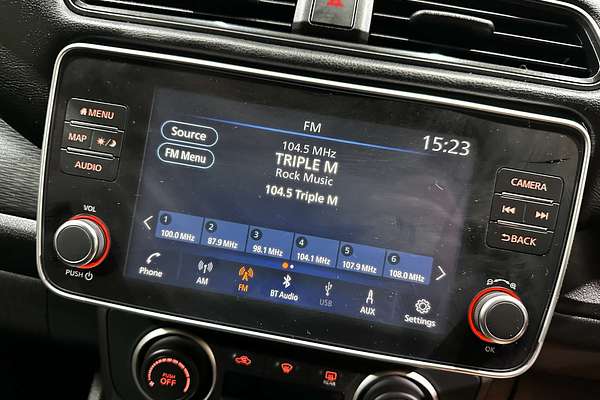 FM
15:23
Source
FM Menu
104.5 MHz
TRIPLE M
Rock Music
104.5 Triple M
MENU
MAP
AUDIO
VOL
PUSH
CAMERA
BACK
OK
1 2 3 4 5 6
100.0 MHz 87.9 MHz 98.1 MHz 104.1 MHz 107.9 MHz 108.0 MHz
Phone AM FM BT Audio USB AUX Settings
PUSH
OFF
REAR